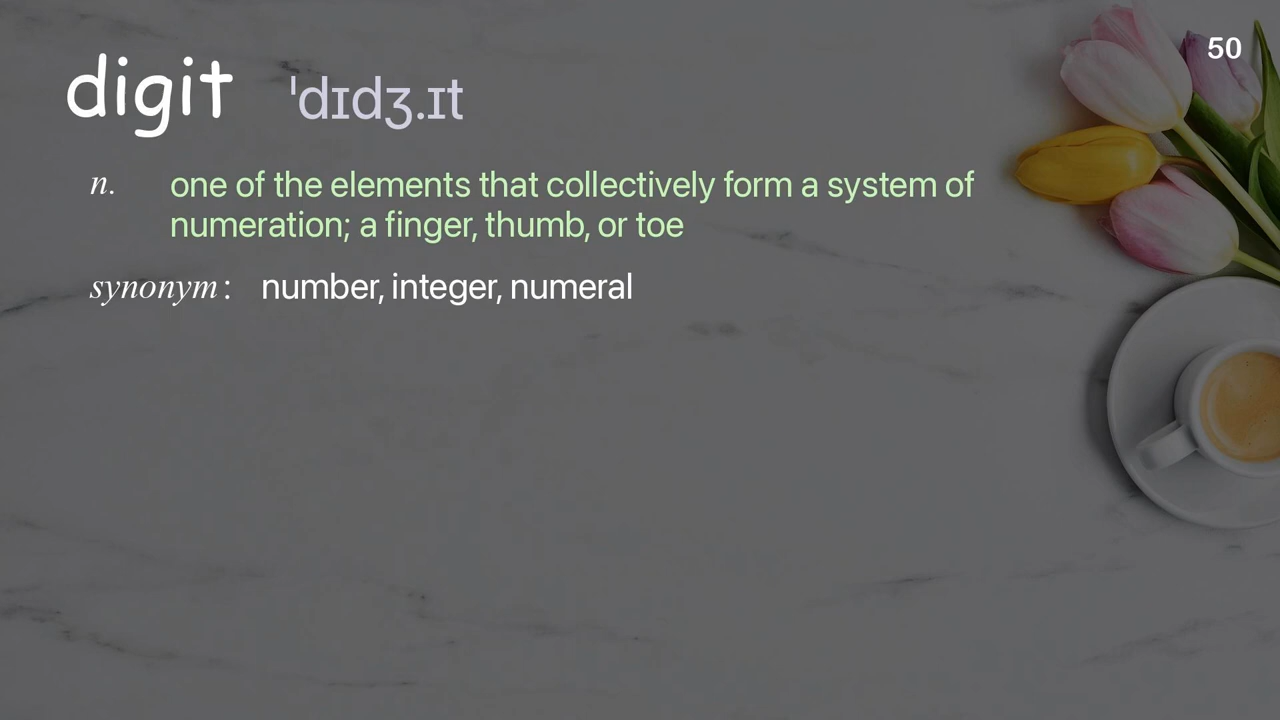 50
digit ˈdɪdʒ.ɪt
n. one of the elements that collectively form a system of
numeration; a finger, thumb, or toe
synonym: number, integer, numeral